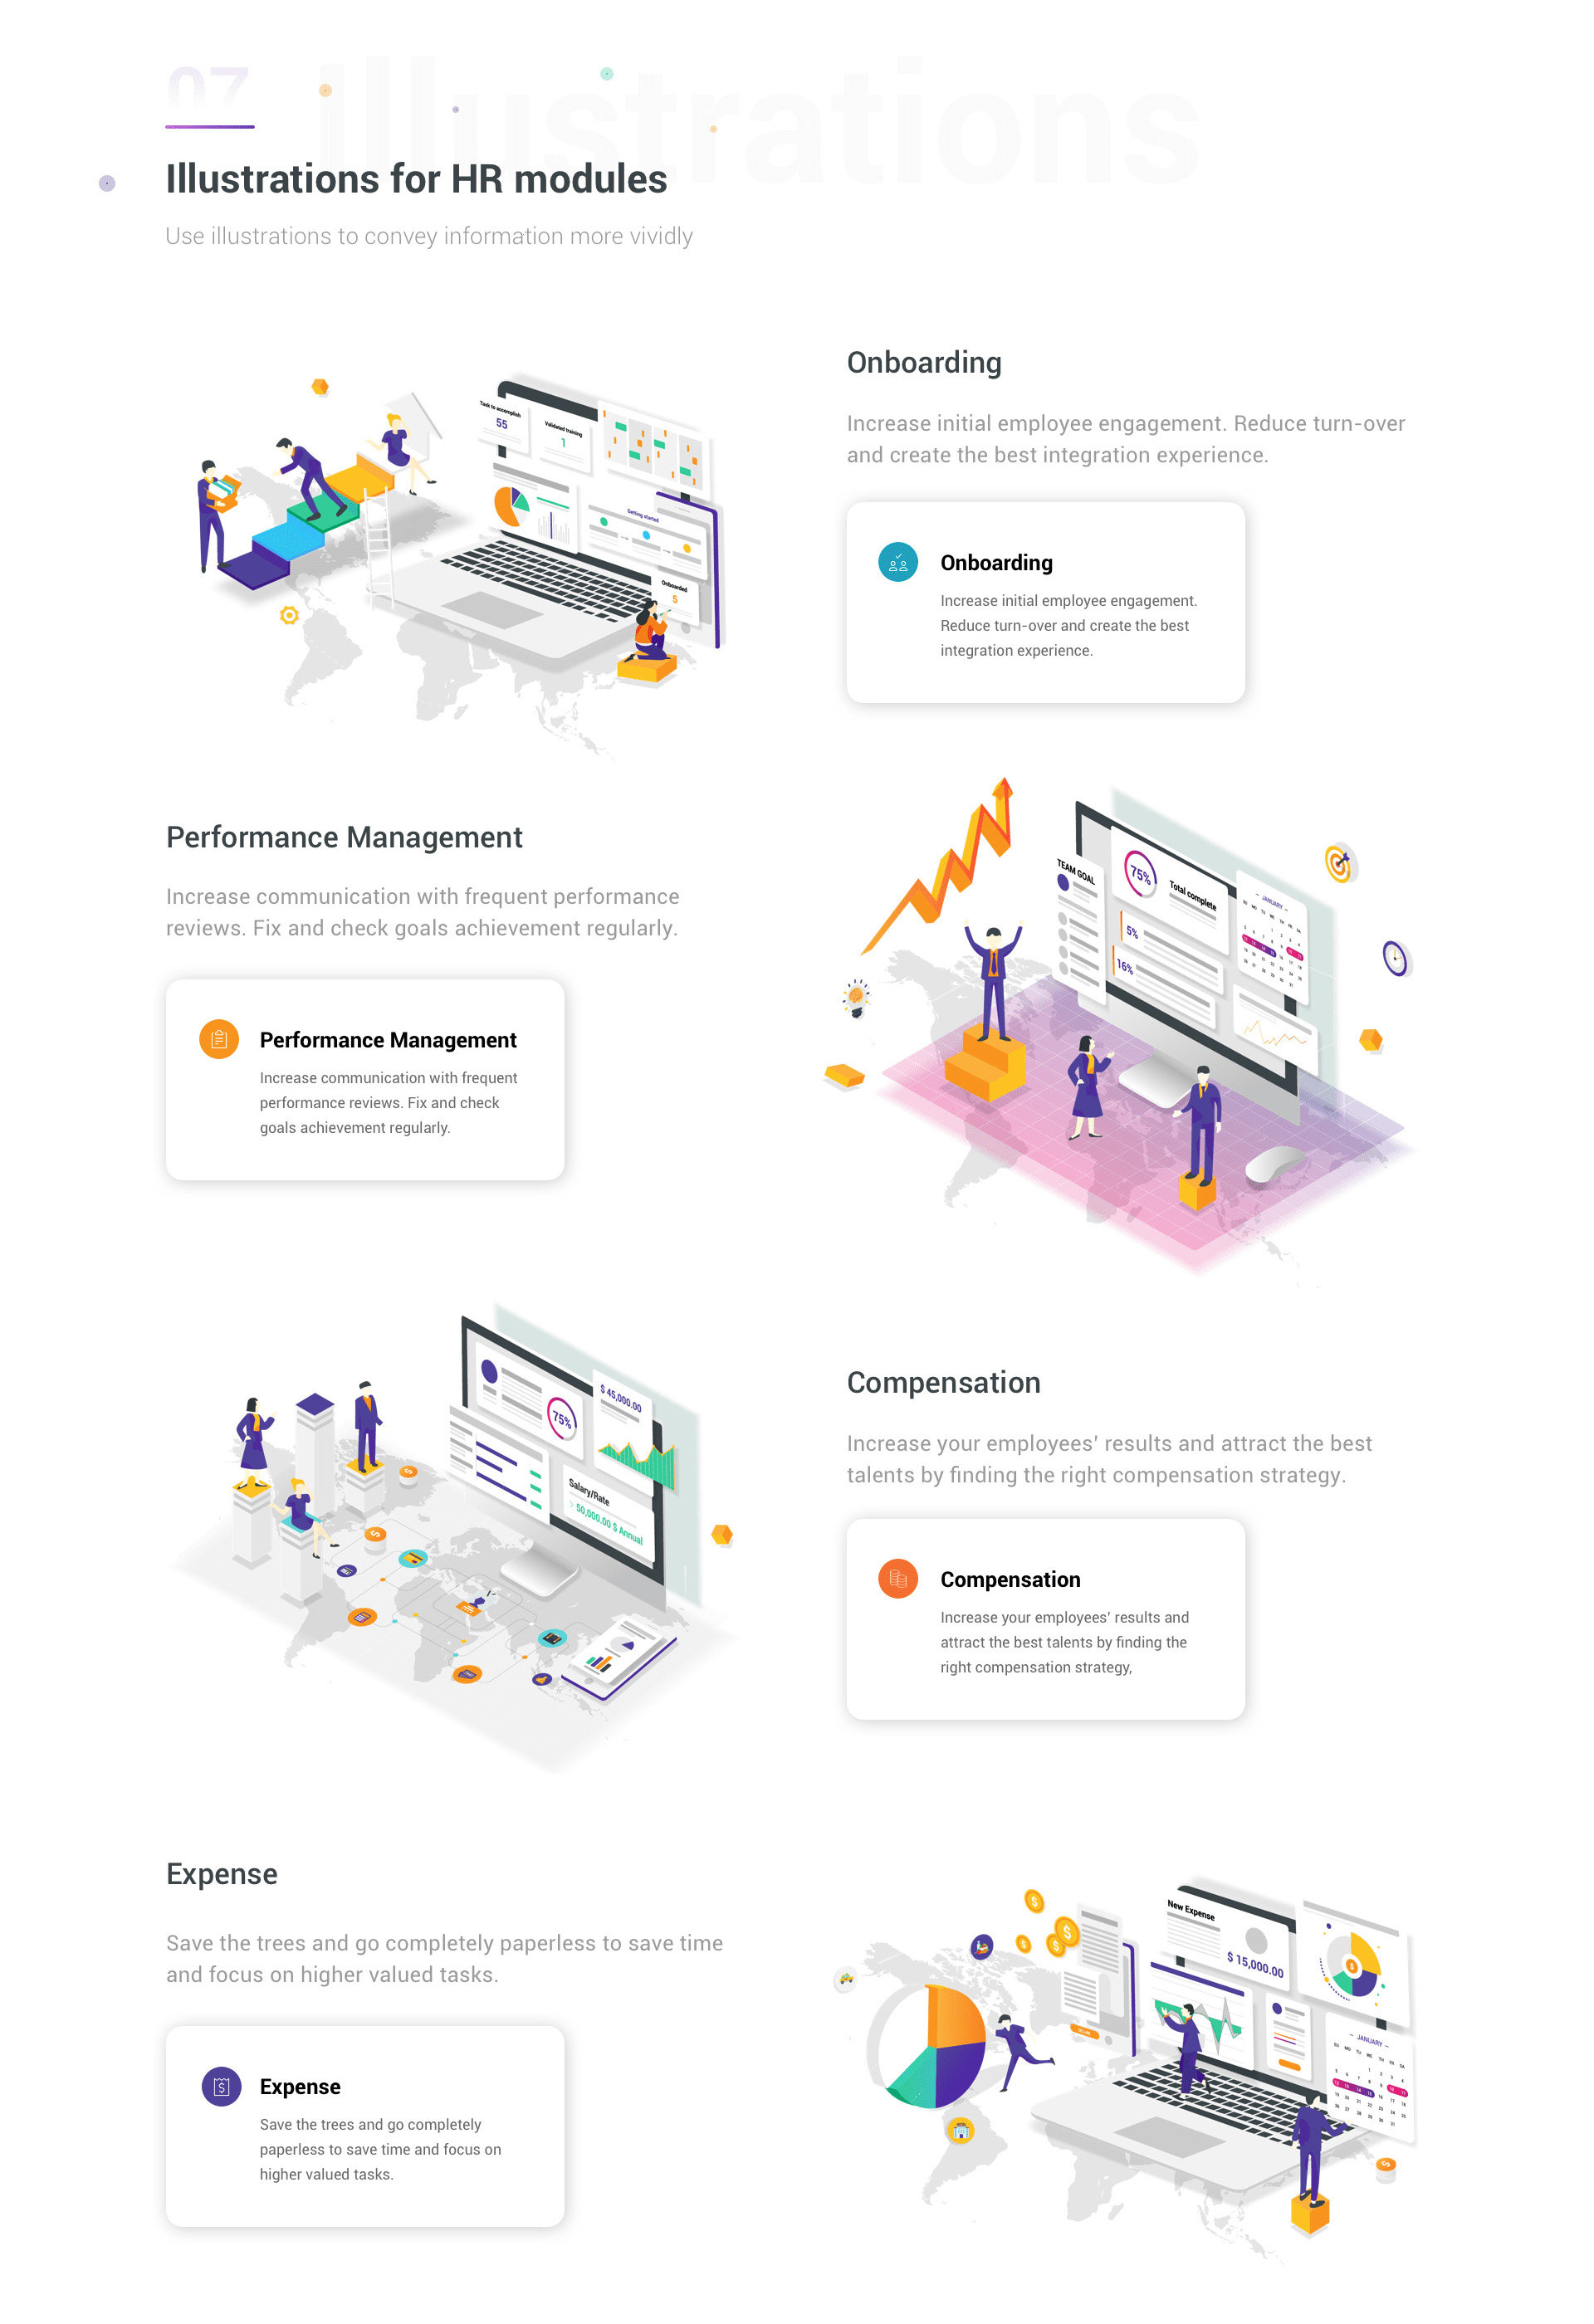 07
Illustrations
Illustrations for HR modules
Use illustrations to convey information more vividly
Task to accomplish
55
Validated training
1
Getting started
Onboarded
5
Onboarding
Increase initial employee engagement. Reduce turn-over
and create the best integration experience.
Onboarding
Increase initial employee engagement.
Reduce turn-over and create the best
integration experience.
Performance Management
Increase communication with frequent performance
reviews. Fix and check goals achievement regularly.
Performance Management
Increase communication with frequent
performance reviews. Fix and check
goals achievement regularly.
TEAM GOAL
75%
Total complete
5%
16%
JANUARY
$ 45,000.00
75%
Salary/Rate
50,000.00 $ Annual
Compensation
Increase your employees' results and attract the best
talents by finding the right compensation strategy.
Compensation
Increase your employees' results and
attract the best talents by finding the
right compensation strategy,
Expense
Save the trees and go completely paperless to save time
and focus on higher valued tasks.
Expense
Save the trees and go completely
paperless to save time and focus on
higher valued tasks.
New Expense
$ 15,000.00
JANUARY
SU MO TU WE TH FR SA